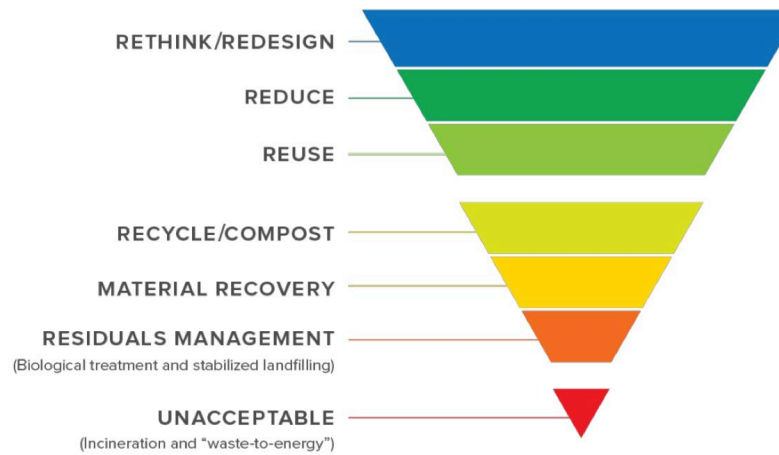 RETHINK/REDESIGN
REDUCE
REUSE
RECYCLE/COMPOST
MATERIAL RECOVERY
RESIDUALS MANAGEMENT
(Biological treatment and stabilized landfilling)
UNACCEPTABLE
(Incineration and “waste-to-energy”)